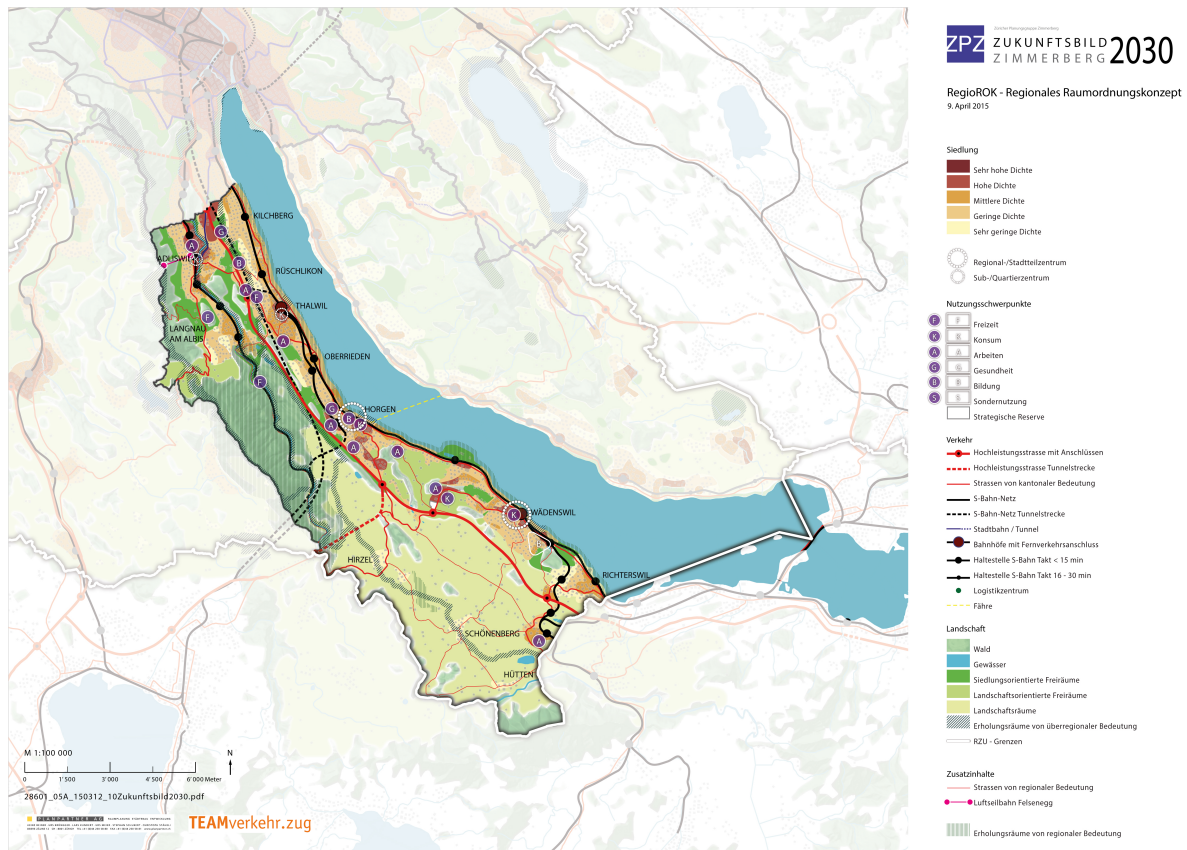 Zürcher Planungsgruppe Zimmerberg
ZPZ
ZUKUNFTSBILD
ZIMMERBERG
2030
RegioROK - Regionales Raumordnungskonzept
9. April 2015
Siedlung
Sehr hohe Dichte
Hohe Dichte
Mittlere Dichte
Geringe Dichte
Sehr geringe Dichte
Regional-/Stadtteilzentrum
Sub-/Quartierzentrum
Nutzungsschwerpunkte
F F Freizeit
K K Konsum
A A Arbeiten
G G Gesundheit
B B Bildung
S S Sondernutzung
Strategische Reserve
Verkehr
Hochleistungsstrasse mit Anschlüssen
Hochleistungsstrasse Tunnelstrecke
Strassen von kantonaler Bedeutung
S-Bahn-Netz
S-Bahn-Netz Tunnelstrecke
Stadtbahn / Tunnel
Bahnhöfe mit Fernverkehrsanschluss
Haltestelle S-Bahn Takt < 15 min
Haltestelle S-Bahn Takt 16 - 30 min
Logistikzentrum
Fähre
Landschaft
Wald
Gewässer
Siedlungsorientierte Freiräume
Landschaftsorientierte Freiräume
Landschaftsräume
Erholungsräume von überregionaler Bedeutung
RZU - Grenzen
Zusatzinhalte
Strassen von regionaler Bedeutung
Luftseilbahn Felsenegg
Erholungsräume von regionaler Bedeutung
KILCHBERG
G
A
ADLISWIL
K
B
RÜSCHLIKON
A
F
THALWIL
K
F
LANGNAU
AM ALBIS
A
OBERRIEDEN
F
G
HORGEN
B
K
A
A
A
A
K
K
WÄDENSWIL
HIRZEL
RICHTERSWIL
SCHÖNENBERG
A
HÜTTEN
M 1:100 000
N
0 1'500 3'000 4'500 6'000 Meter
28601_05A_150312_10Zukunftsbild2030.pdf
PLANPARTNER AG
TEAMverkehr.zug